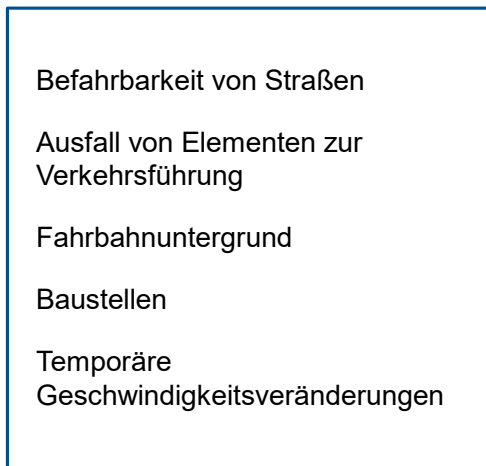 Befahrbarkeit von Straßen
Ausfall von Elementen zur
Verkehrsführung
Fahrbahnuntergrund
Baustellen
Temporäre
Geschwindigkeitsveränderungen